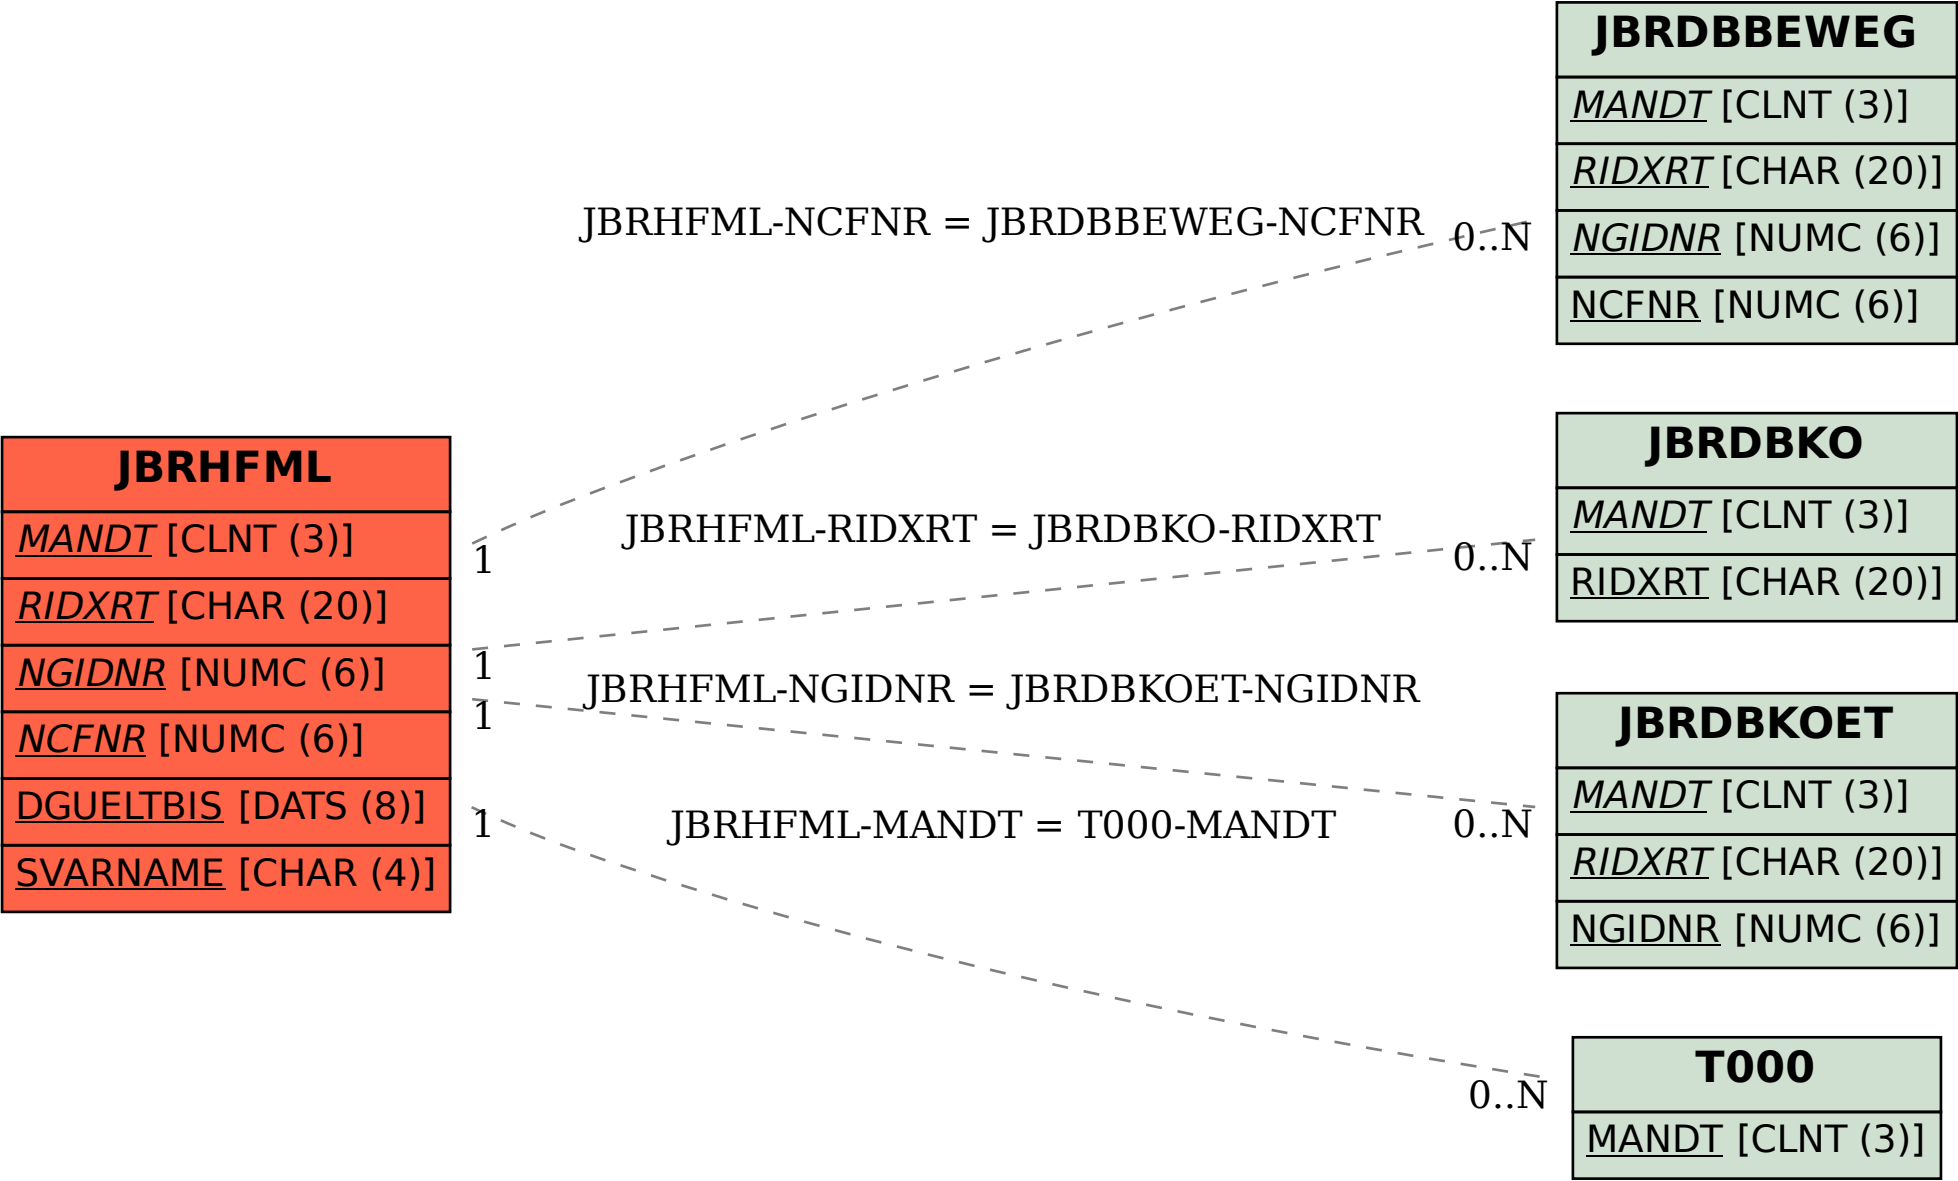 JBRHFML
MANDT [CLNT (3)]
RIDXRT [CHAR (20)]
NGIDNR [NUMC (6)]
NCFNR [NUMC (6)]
DGUELTBIS [DATS (8)]
SVARNAME [CHAR (4)]
JBRHFML-NCFNR = JBRDBBEWEG-NCFNR
0..N
1
JBRHFML-RIDXRT = JBRDBKO-RIDXRT
0..N
1
JBRHFML-NGIDNR = JBRDBKOET-NGIDNR
1
0..N
JBRHFML-MANDT = T000-MANDT
1
0..N
JBRDBBEWEG
MANDT [CLNT (3)]
RIDXRT [CHAR (20)]
NGIDNR [NUMC (6)]
NCFNR [NUMC (6)]
JBRDBKO
MANDT [CLNT (3)]
RIDXRT [CHAR (20)]
JBRDBKOET
MANDT [CLNT (3)]
RIDXRT [CHAR (20)]
NGIDNR [NUMC (6)]
T000
MANDT [CLNT (3)]